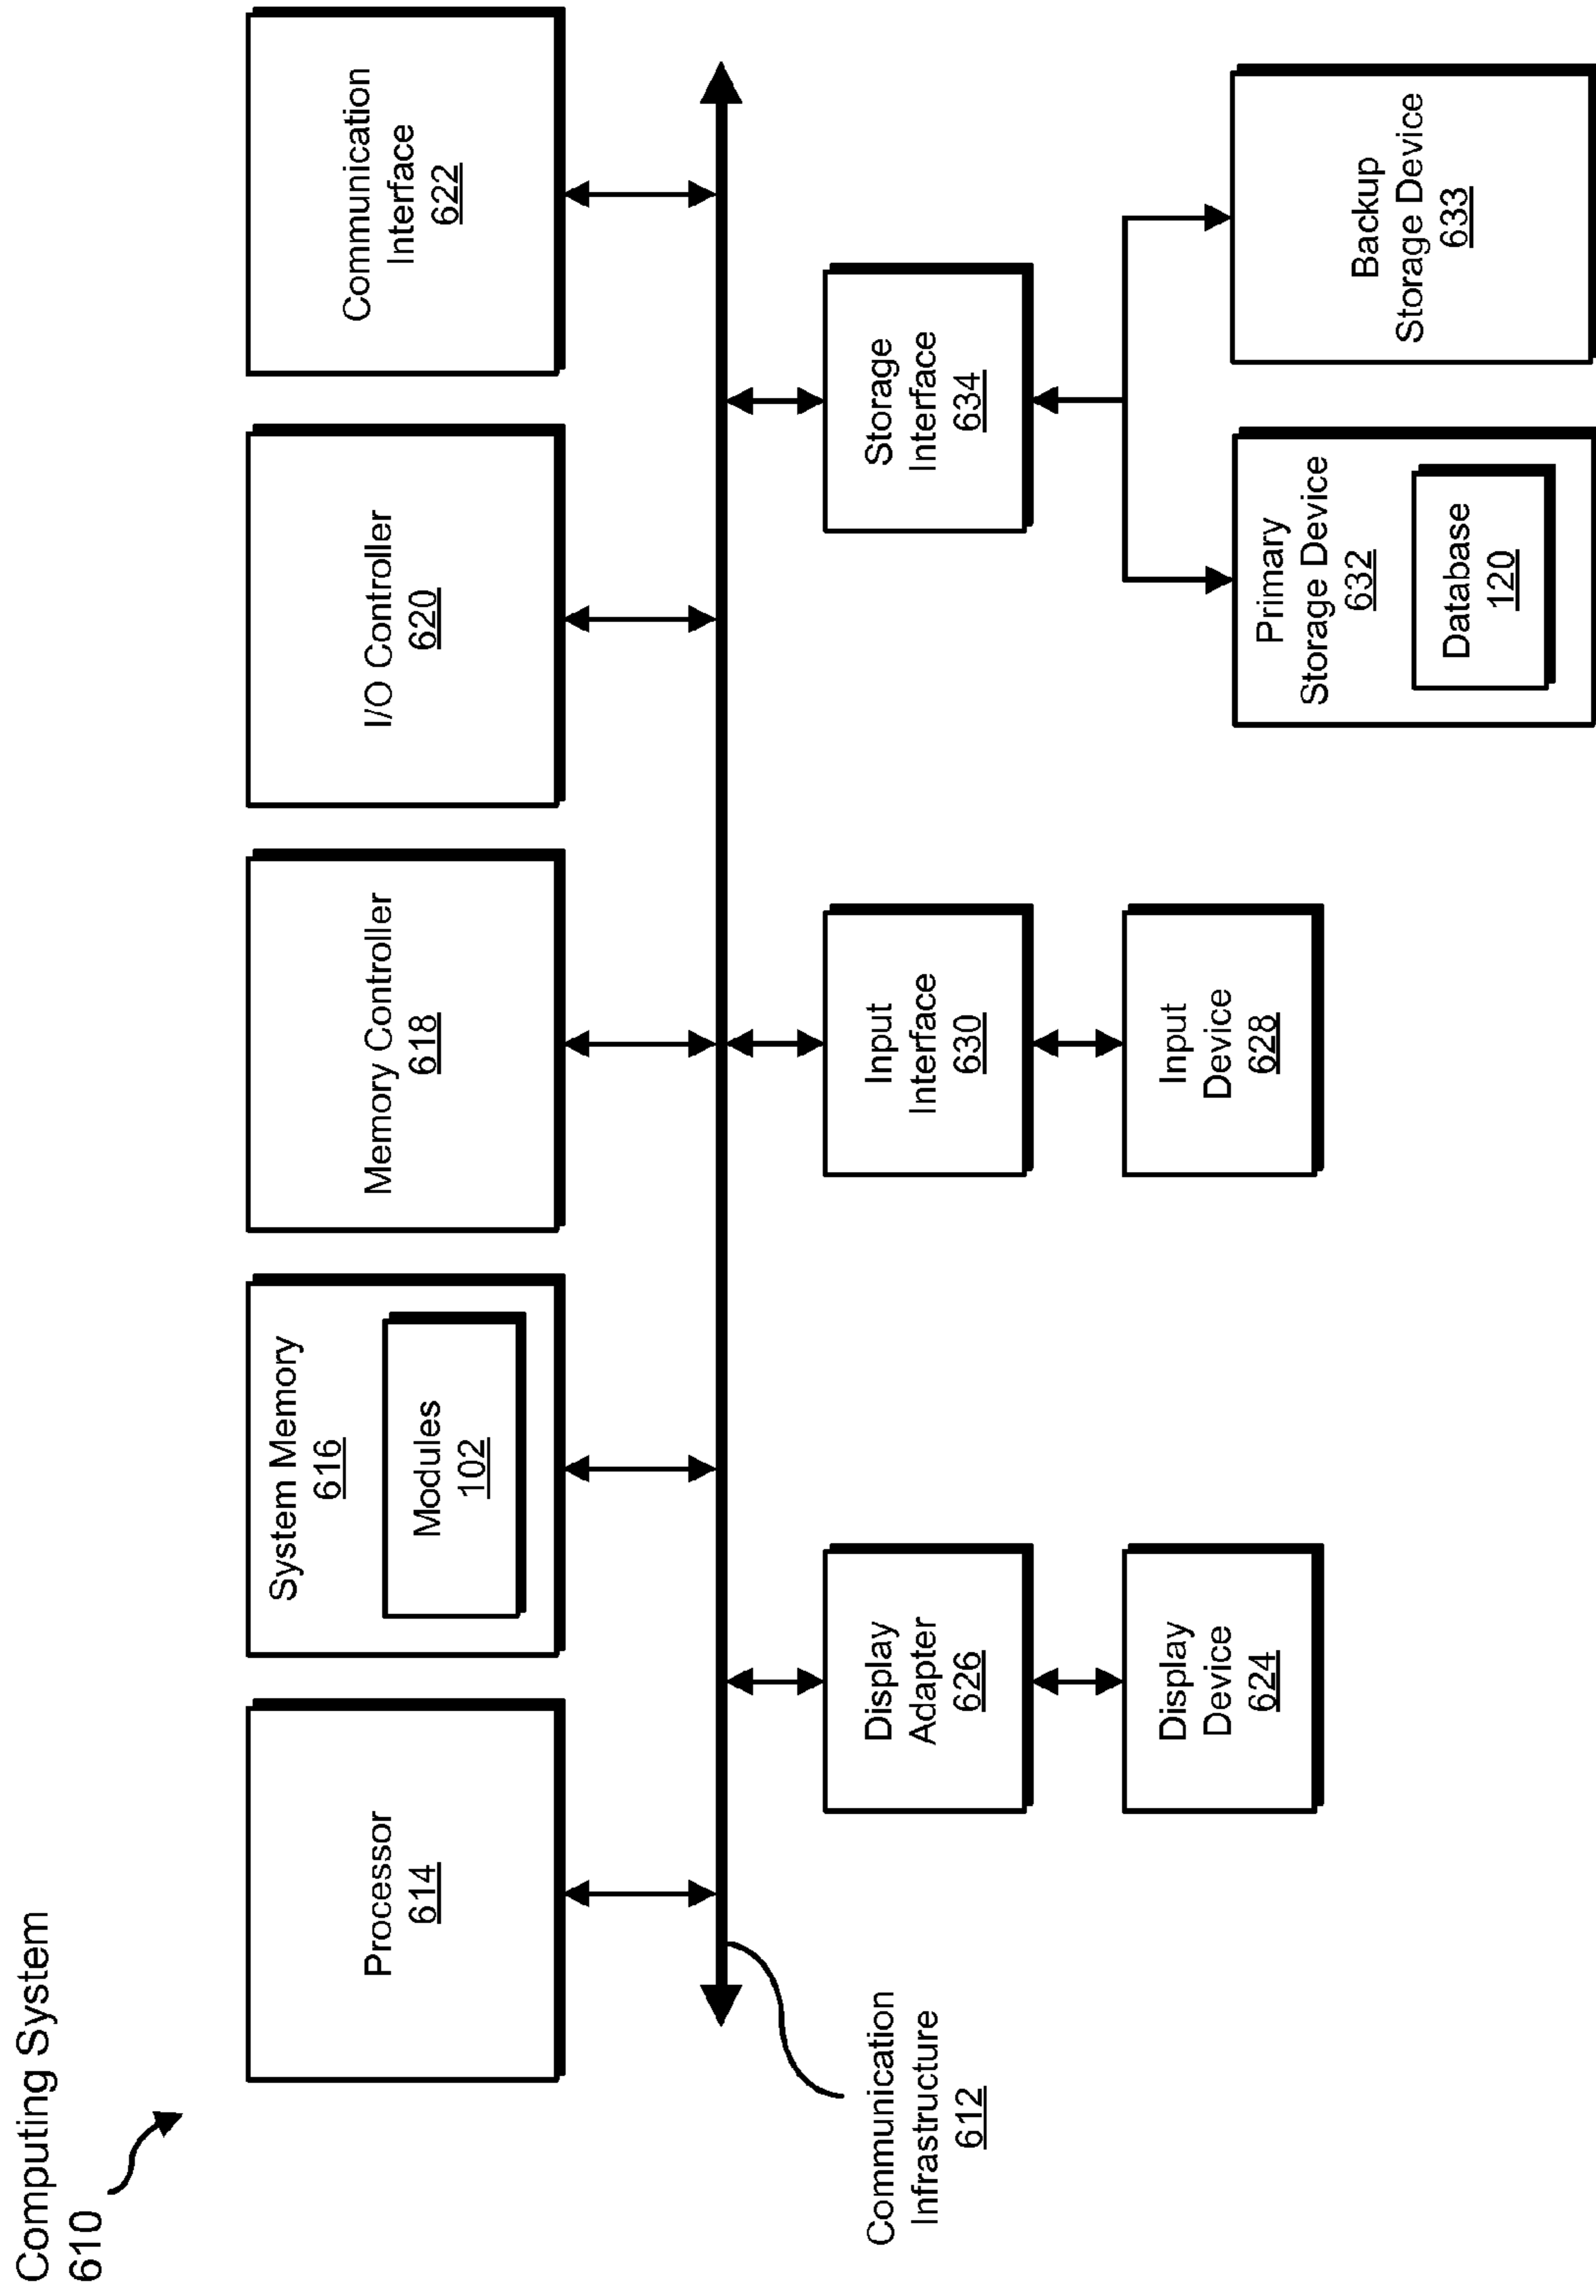 Computing System
610
Processor
614
System Memory
616
Modules
102
Memory Controller
618
I/O Controller
620
Communication
Interface
622
Communication
Infrastructure
612
Display
Adapter
626
Input
Interface
630
Storage
Interface
634
Display
Device
624
Input
Device
628
Primary
Storage Device
632
Database
120
Backup
Storage Device
633